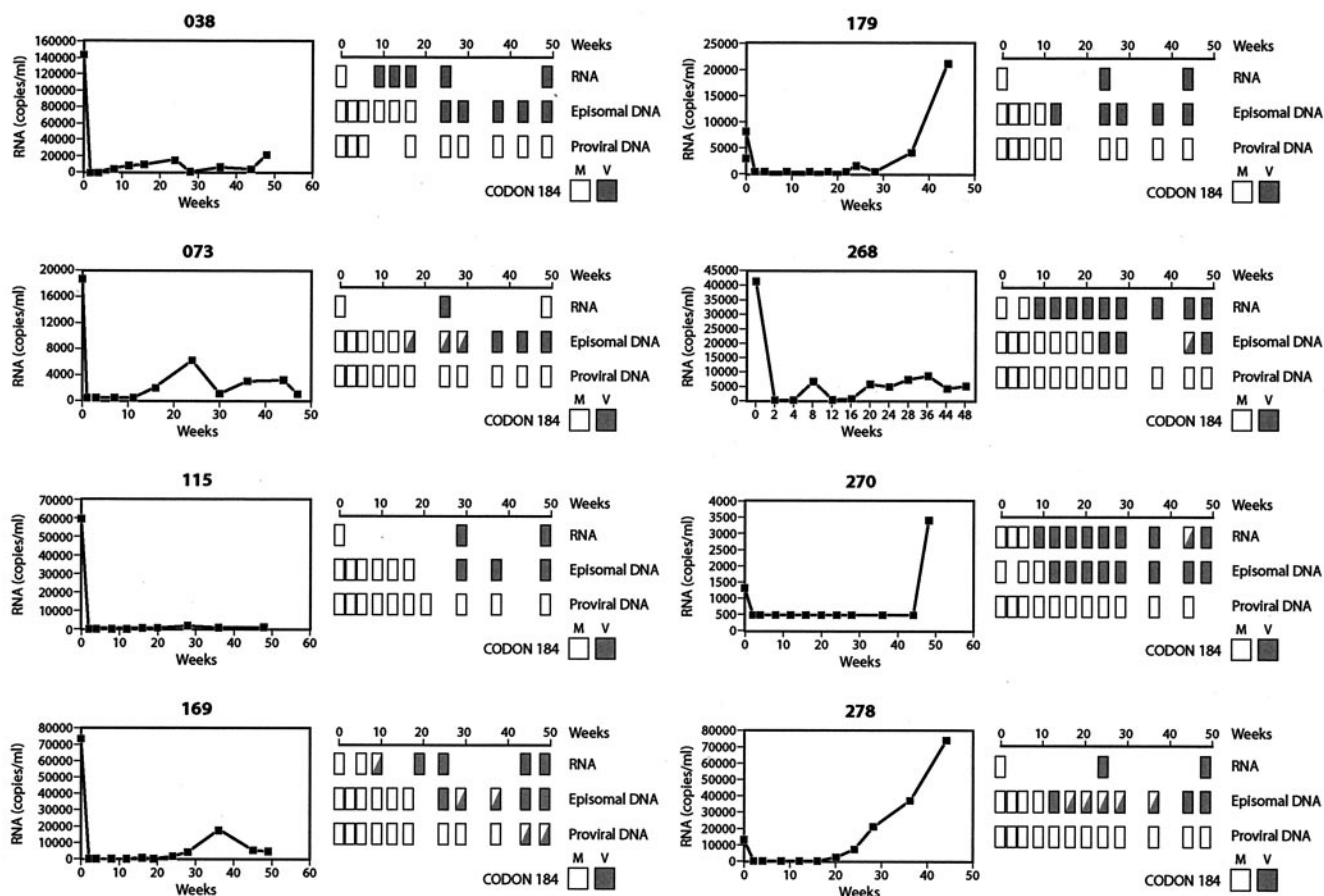 038
RNA (copies/ml)
160000
140000
120000
100000
80000
60000
40000
20000
0
0 10 20 30 40 50 60
Weeks
0 10 20 30 40 50 Weeks
RNA
Episomal DNA
Proviral DNA
M V
CODON 184
179
RNA (copies/ml)
25000
20000
15000
10000
5000
0
0 10 20 30 40 50
Weeks
0 10 20 30 40 50 Weeks
RNA
Episomal DNA
Proviral DNA
M V
CODON 184
073
RNA (copies/ml)
20000
16000
12000
8000
4000
0
0 10 20 30 40 50
Weeks
0 10 20 30 40 50 Weeks
RNA
Episomal DNA
Proviral DNA
M V
CODON 184
268
RNA (copies/ml)
45000
40000
35000
30000
25000
20000
15000
10000
5000
0
0 2 4 8 12 16 20 24 28 36 44 48
Weeks
0 10 20 30 40 50 Weeks
RNA
Episomal DNA
Proviral DNA
M V
CODON 184
115
RNA (copies/ml)
70000
60000
50000
40000
30000
20000
10000
0
0 10 20 30 40 50 60
Weeks
0 10 20 30 40 50 Weeks
RNA
Episomal DNA
Proviral DNA
M V
CODON 184
270
RNA (copies/ml)
4000
3500
3000
2500
2000
1500
1000
500
0
0 10 20 30 40 50 60
Weeks
0 10 20 30 40 50 Weeks
RNA
Episomal DNA
Proviral DNA
M V
CODON 184
169
RNA (copies/ml)
80000
70000
60000
50000
40000
30000
20000
10000
0
0 10 20 30 40 50 60
Weeks
0 10 20 30 40 50 Weeks
RNA
Episomal DNA
Proviral DNA
M V
CODON 184
278
RNA (copies/ml)
80000
70000
60000
50000
40000
30000
20000
10000
0
0 10 20 30 40 50
Weeks
0 10 20 30 40 50 Weeks
RNA
Episomal DNA
Proviral DNA
M V
CODON 184